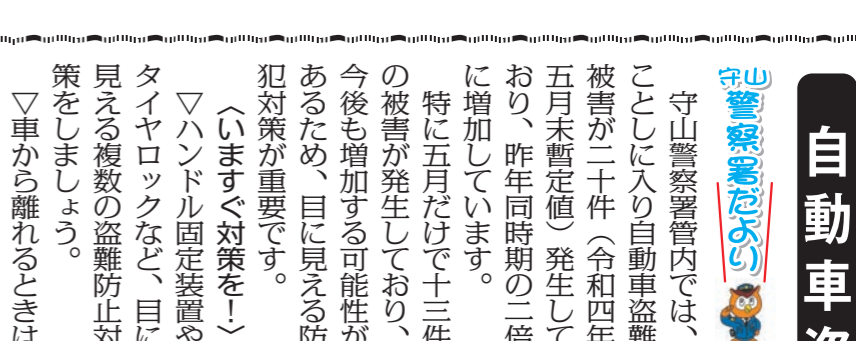 自動車盗
守山警察署だより
守山警察署管内では、
ことしに入り自動車盗難
被害が二十件（令和四年
五月末暫定値）発生して
おり、昨年同時期の二倍
に増加しています。
特に五月だけで十三件
の被害が発生しており、
今後も増加する可能性が
あるため、目に見える防
犯対策が重要です。
〈いますぐ対策を！〉
▽ハンドル固定装置や
タイヤロックなど、目に
見える複数の盗難防止対
策をしましょう。
▽車から離れるときは